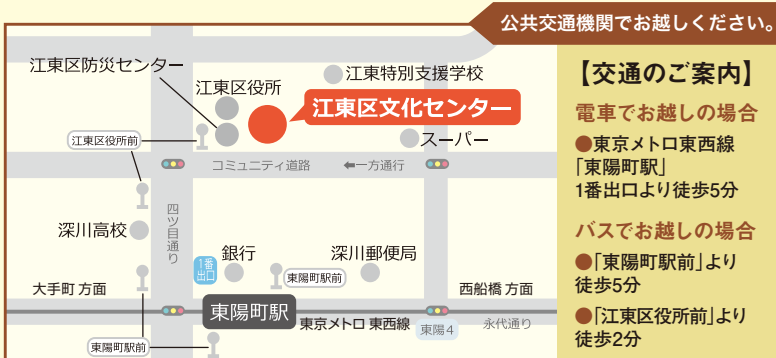 公共交通機関でお越しください。
江東区防災センター
江東区役所
江東特別支援学校
江東区文化センター
江東区役所前
スーパー
コミュニティ道路
←一方通行
四ツ目通り
深川高校
1番
出口
銀行
深川郵便局
東陽町駅前
大手町 方面
西船橋 方面
東陽町駅
東京メトロ 東西線
東陽4
永代通り
東陽町駅前
【交通のご案内】
電車でお越しの場合
●東京メトロ東西線
「東陽町駅」
1番出口より徒歩5分
バスでお越しの場合
●「東陽町駅前」より
徒歩5分
●「江東区役所前」より
徒歩2分